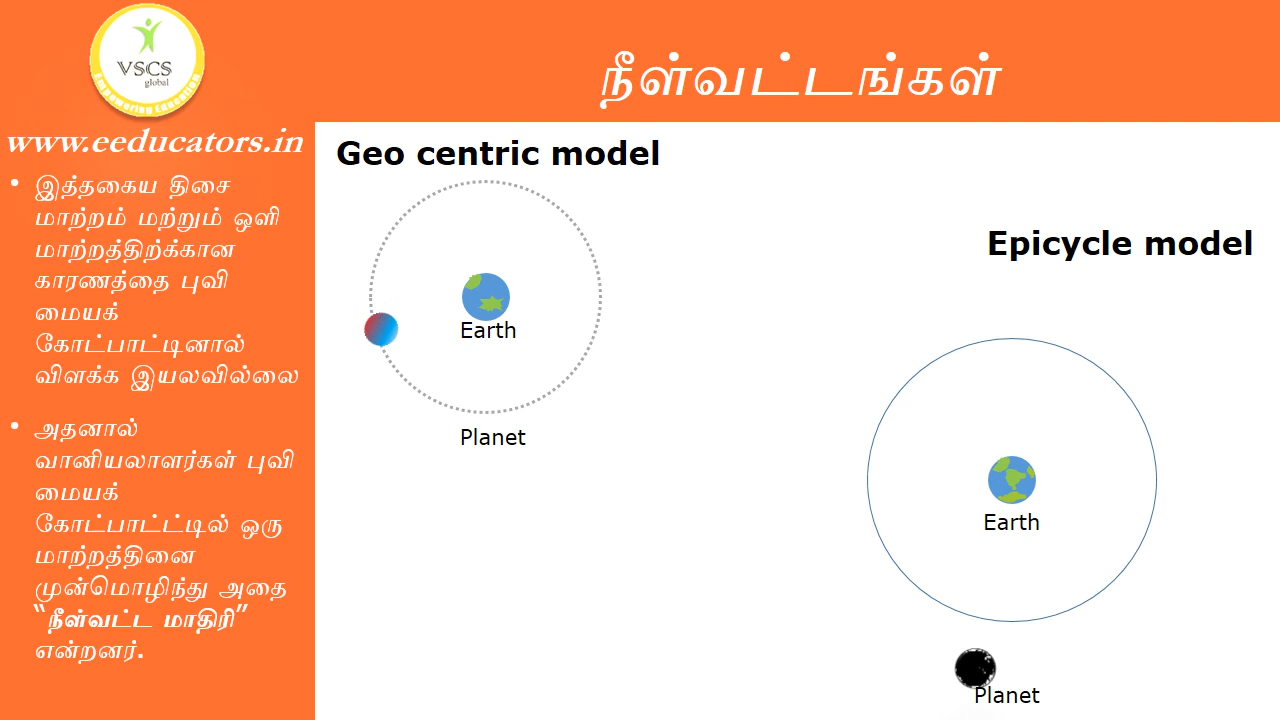 VSCS
global
Empowering Education
நீள்வட்டங்கள்
www.eeducators.in
• இத்தகைய திசை
மாற்றம் மற்றும் ஒளி
மாற்றத்திற்க்கான
காரணத்தை புவி
மையக்
கோட்பாட்டினால்
விளக்க இயலவில்லை
• அதனால்
வானியலாளர்கள் புவி
மையக்
கோட்பாட்ட்டில் ஒரு
மாற்றத்தினை
முன்மொழிந்து அதை
“நீள்வட்ட மாதிரி”
என்றனர்.
Geo centric model
Earth
Planet
Epicycle model
Earth
Planet